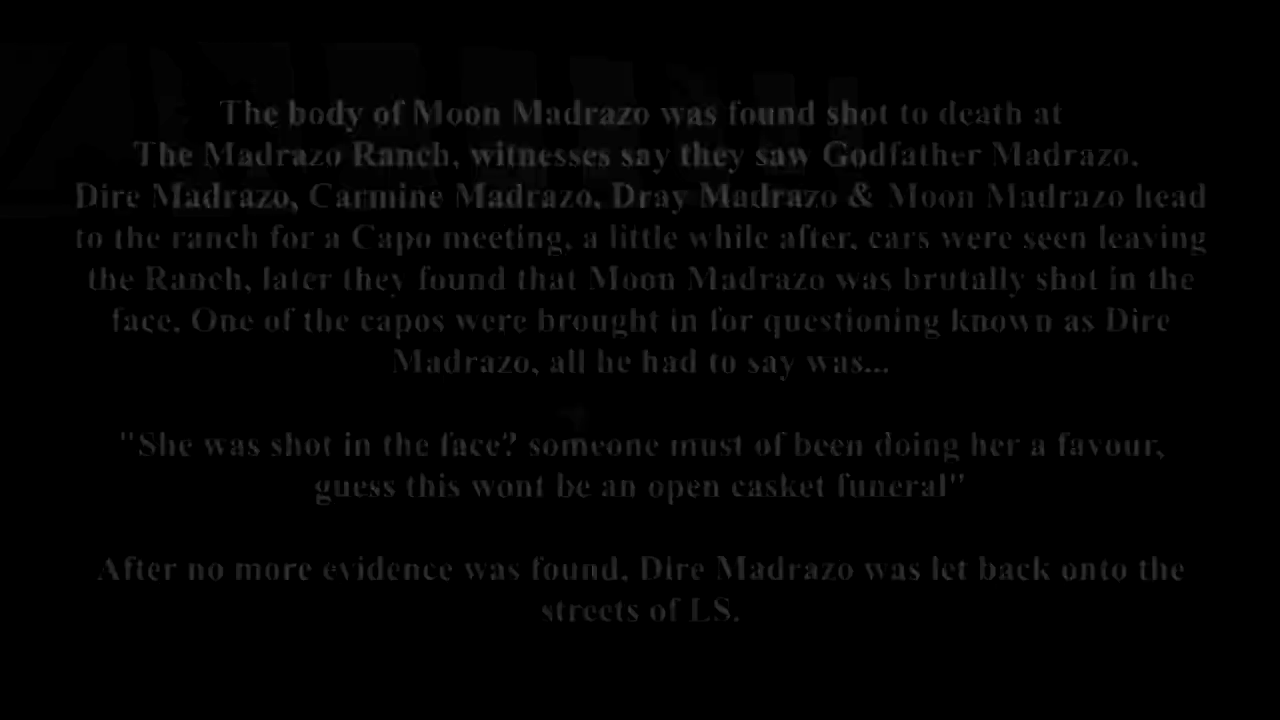 The body of Moon Madrazo was found shot to death at
The Madrazo Ranch, witnesses say they saw Godfather Madrazo,
Dire Madrazo, Carmine Madrazo, Dray Madrazo & Moon Madrazo head
to the ranch for a Capo meeting, a little while after, cars were seen leaving
the Ranch, later they found that Moon Madrazo was brutally shot in the
face. One of the capos were brought in for questioning known as Dire
Madrazo, all he had to say was...
"She was shot in the face? someone must of been doing her a favour,
guess this wont be an open casket funeral"
After no more evidence was found, Dire Madrazo was let back onto the
streets of LS.